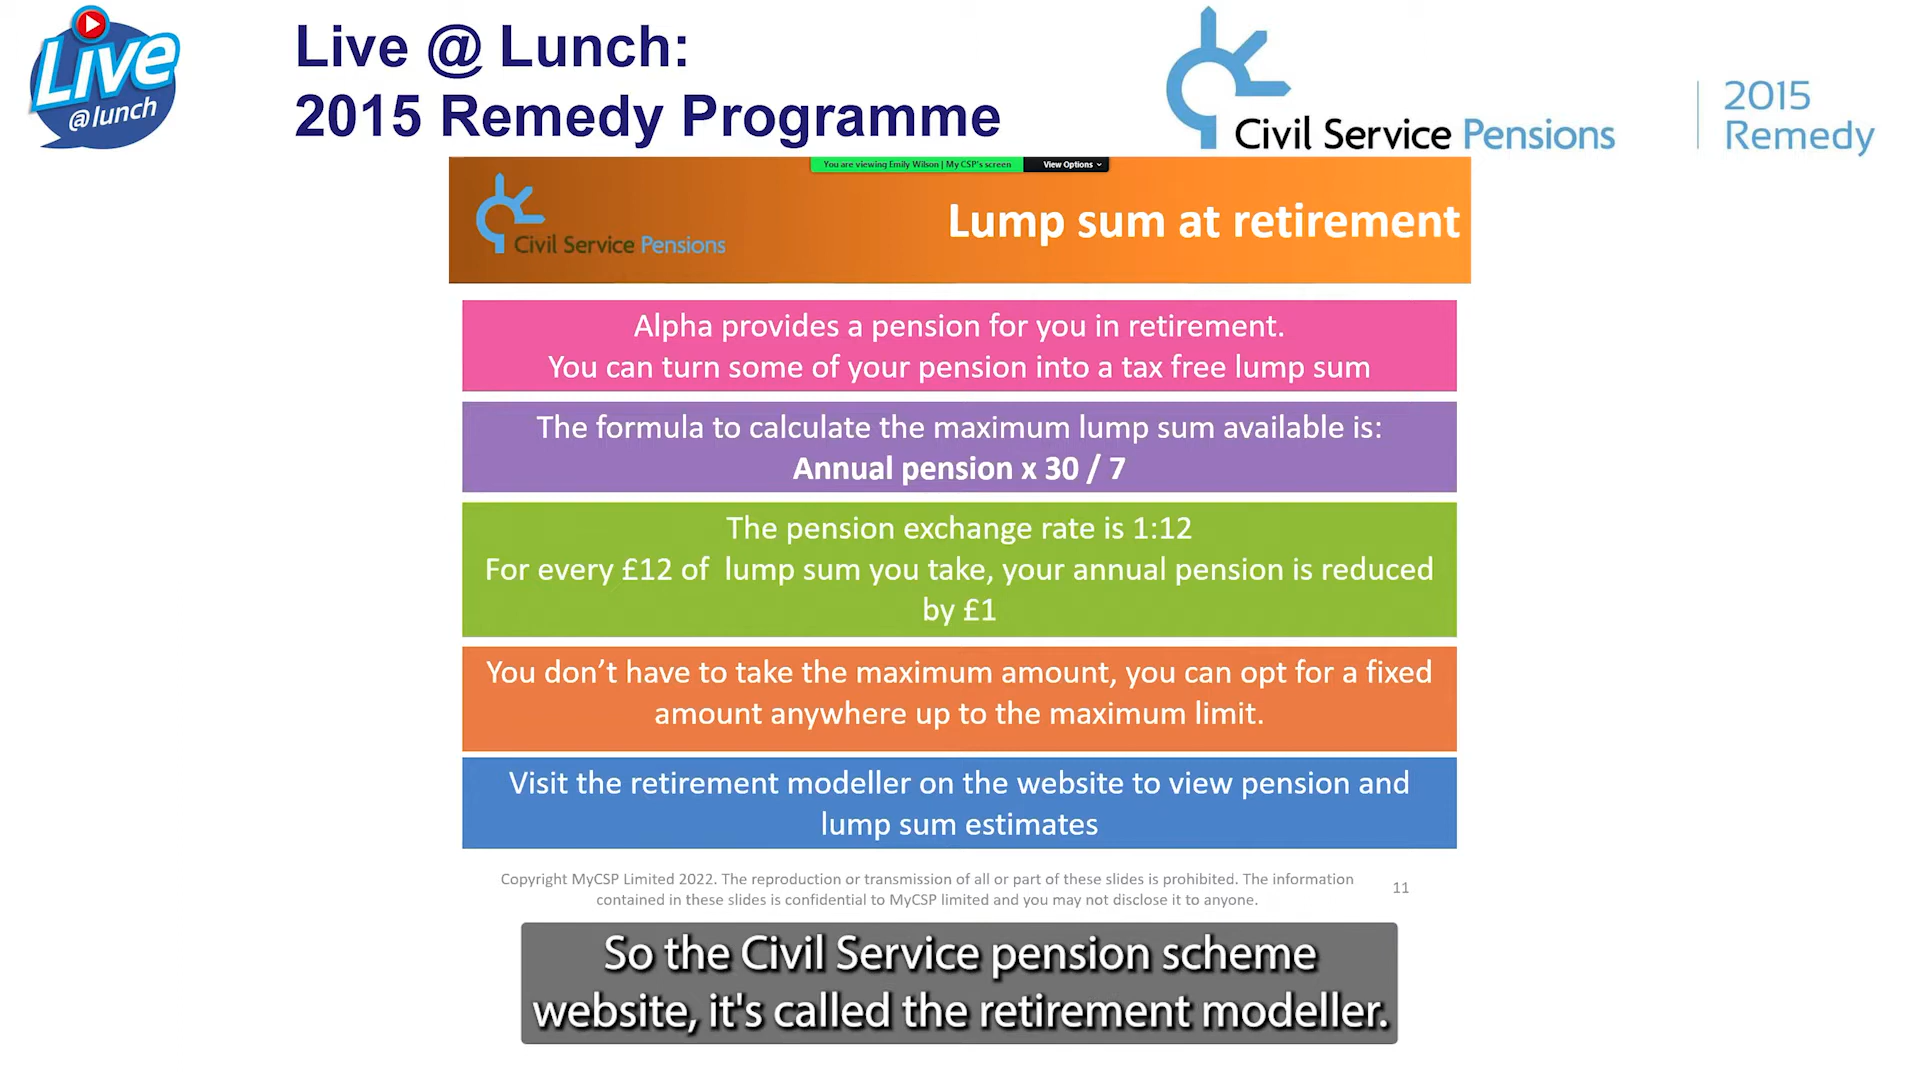 Live
@lunch
Live @ Lunch:
2015 Remedy Programme
Civil Service Pensions
2015
Remedy
You are viewing Emily Wilson | My CSP's screen
View Options
Civil Service Pensions
Lump sum at retirement
Alpha provides a pension for you in retirement.
You can turn some of your pension into a tax free lump sum
The formula to calculate the maximum lump sum available is:
Annual pension x 30 / 7
The pension exchange rate is 1:12
For every £12 of lump sum you take, your annual pension is reduced
by £1
You don’t have to take the maximum amount, you can opt for a fixed
amount anywhere up to the maximum limit.
Visit the retirement modeller on the website to view pension and
lump sum estimates
Copyright MyCSP Limited 2022. The reproduction or transmission of all or part of these slides is prohibited. The information
contained in these slides is confidential to MyCSP limited and you may not disclose it to anyone.
11
So the Civil Service pension scheme
website, it's called the retirement modeller.